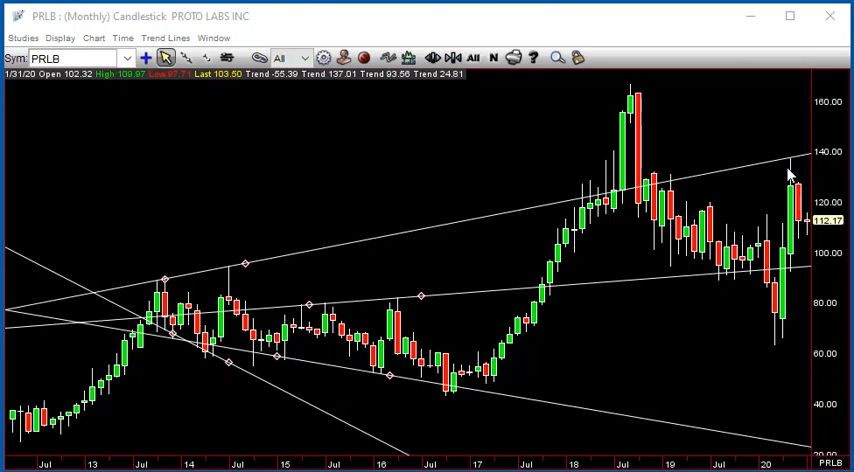 PRLB : (Monthly) Candlestick PROTO LABS INC
Studies Display Chart Time Trend Lines Window
Sym: PRLB All All N ?
1/31/20 Open 102.32 High 109.97 Low 97.71 Last 103.50 Trend -55.39 Trend 137.01 Trend 93.56 Trend 24.81
160.00
140.00
120.00
112.17
100.00
80.00
60.00
40.00
20.00
Jul 13 Jul 14 Jul 15 Jul 16 Jul 17 Jul 18 Jul 19 Jul 20 PRLB